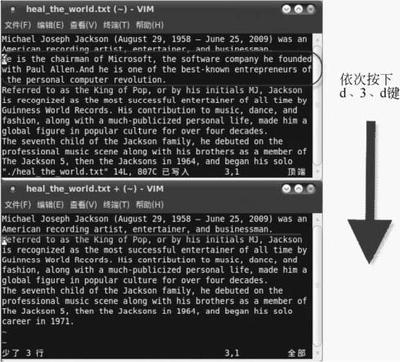 heal_the_world.txt (~) - VIM
文件(F) 编辑(E) 查看(V) 终端(T) 帮助(H)
Michael Joseph Jackson (August 29, 1958 – June 25, 2009) was an
American recording artist, entertainer, and businessman.
He is the chairman of Microsoft, the software company he founded
with Paul Allen.And he is one of the best-known entrepreneurs of
the personal computer revolution.
Referred to as the King of Pop, or by his initials MJ, Jackson
is recognized as the most successful entertainer of all time by
Guinness World Records. His contribution to music, dance, and
fashion, along with a much-publicized personal life, made him a
global figure in popular culture for over four decades.
The seventh child of the Jackson family, he debuted on the
professional music scene along with his brothers as a member of
The Jackson 5, then the Jacksons in 1964, and began his solo
"./heal_the_world.txt" 14L, 807C 已写入 3,1 顶端
依次按下
d、3、d键
heal_the_world.txt + (~) - VIM
文件(F) 编辑(E) 查看(V) 终端(T) 帮助(H)
Michael Joseph Jackson (August 29, 1958 – June 25, 2009) was an
American recording artist, entertainer, and businessman.
Referred to as the King of Pop, or by his initials MJ, Jackson
is recognized as the most successful entertainer of all time by
Guinness World Records. His contribution to music, dance, and
fashion, along with a much-publicized personal life, made him a
global figure in popular culture for over four decades.
The seventh child of the Jackson family, he debuted on the
professional music scene along with his brothers as a member of
The Jackson 5, then the Jacksons in 1964, and began his solo
career in 1971.
~
~
少了 3 行 3,1 全部